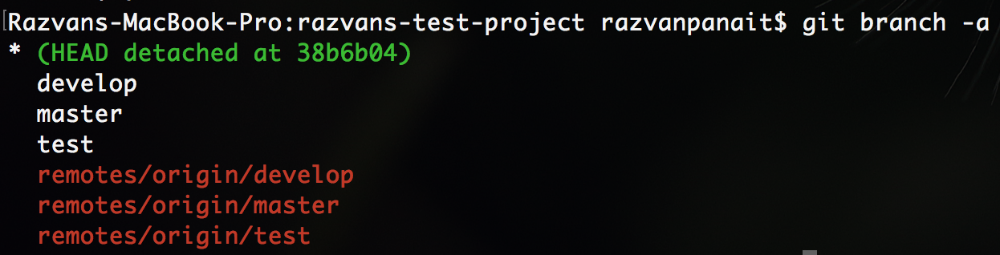 Razvans-MacBook-Pro:razvans-test-project razvanpanait$ git branch -a
* (HEAD detached at 38b6b04)
develop
master
test
remotes/origin/develop
remotes/origin/master
remotes/origin/test